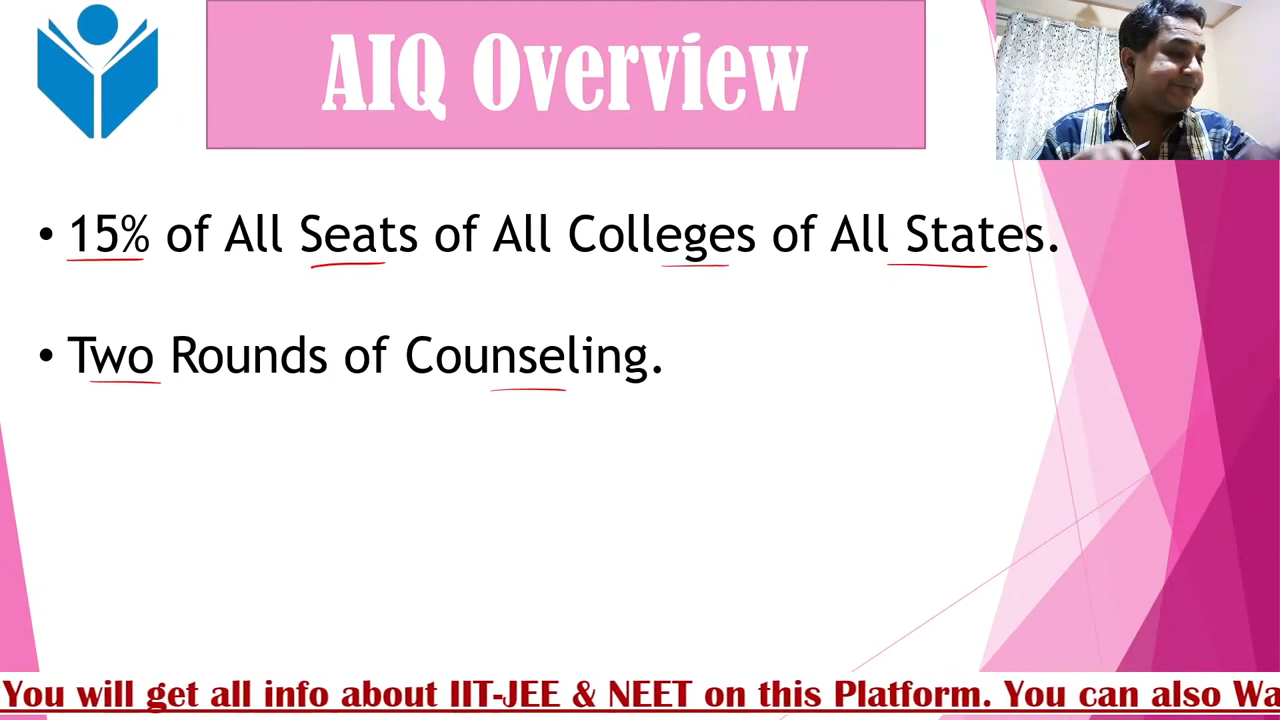 AIQ Overview
• 15% of All Seats of All Colleges of All States.
• Two Rounds of Counseling.
You will get all info about IIT-JEE & NEET on this Platform. You can also Wa